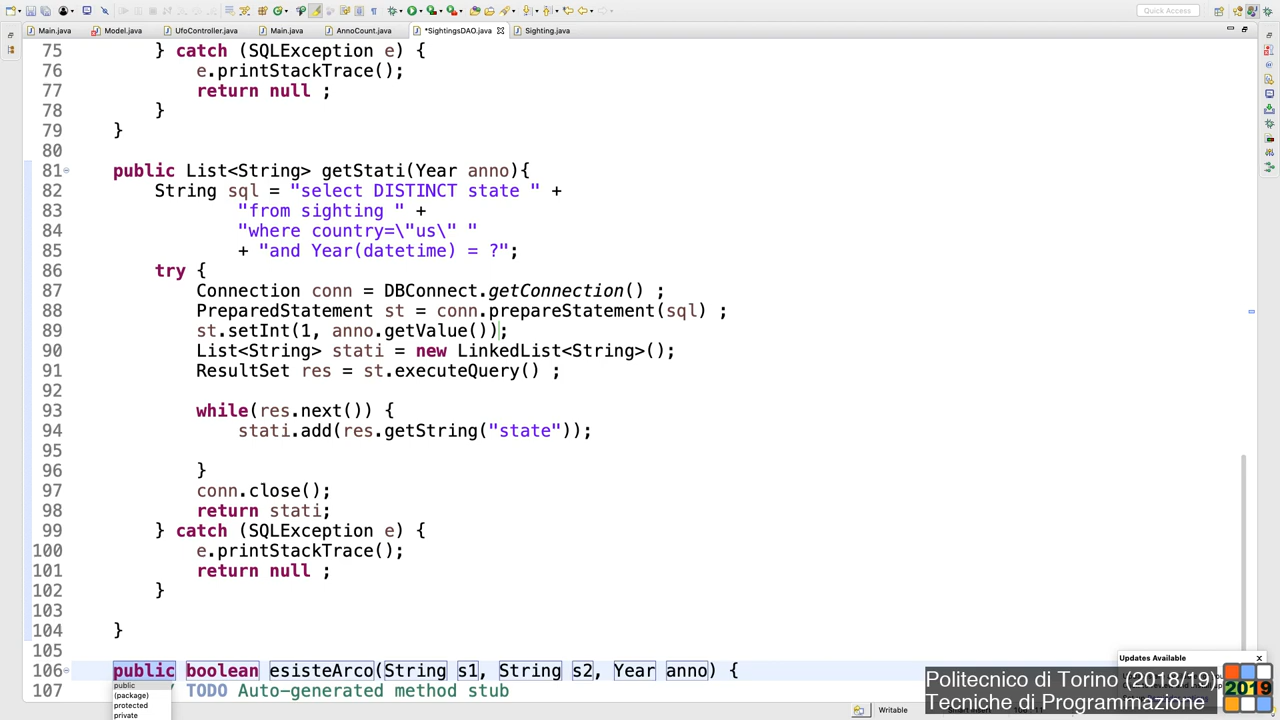 Quick Access
Main.java Model.java UfoController.java Main.java AnnoCount.java *SightingsDAO.java Sighting.java
75 } catch (SQLException e) {
76 e.printStackTrace();
77 return null ;
78 }
79 }
80
81 public List<String> getStati(Year anno){
82 String sql = "select DISTINCT state " +
83 "from sighting " +
84 "where country=\"us\" "
85 + "and Year(datetime) = ?";
86 try {
87 Connection conn = DBConnect.getConnection() ;
88 PreparedStatement st = conn.prepareStatement(sql) ;
89 st.setInt(1, anno.getValue());
90 List<String> stati = new LinkedList<String>();
91 ResultSet res = st.executeQuery() ;
92
93 while(res.next()) {
94 stati.add(res.getString("state"));
95
96 }
97 conn.close();
98 return stati;
99 } catch (SQLException e) {
100 e.printStackTrace();
101 return null ;
102 }
103
104 }
105
106 public boolean esisteArco(String s1, String s2, Year anno) {
107 TODO Auto-generated method stub
public
(package)
protected
private
Updates Available
Politecnico di Torino (2018/19)
Tecniche di Programmazione
2019
Writable